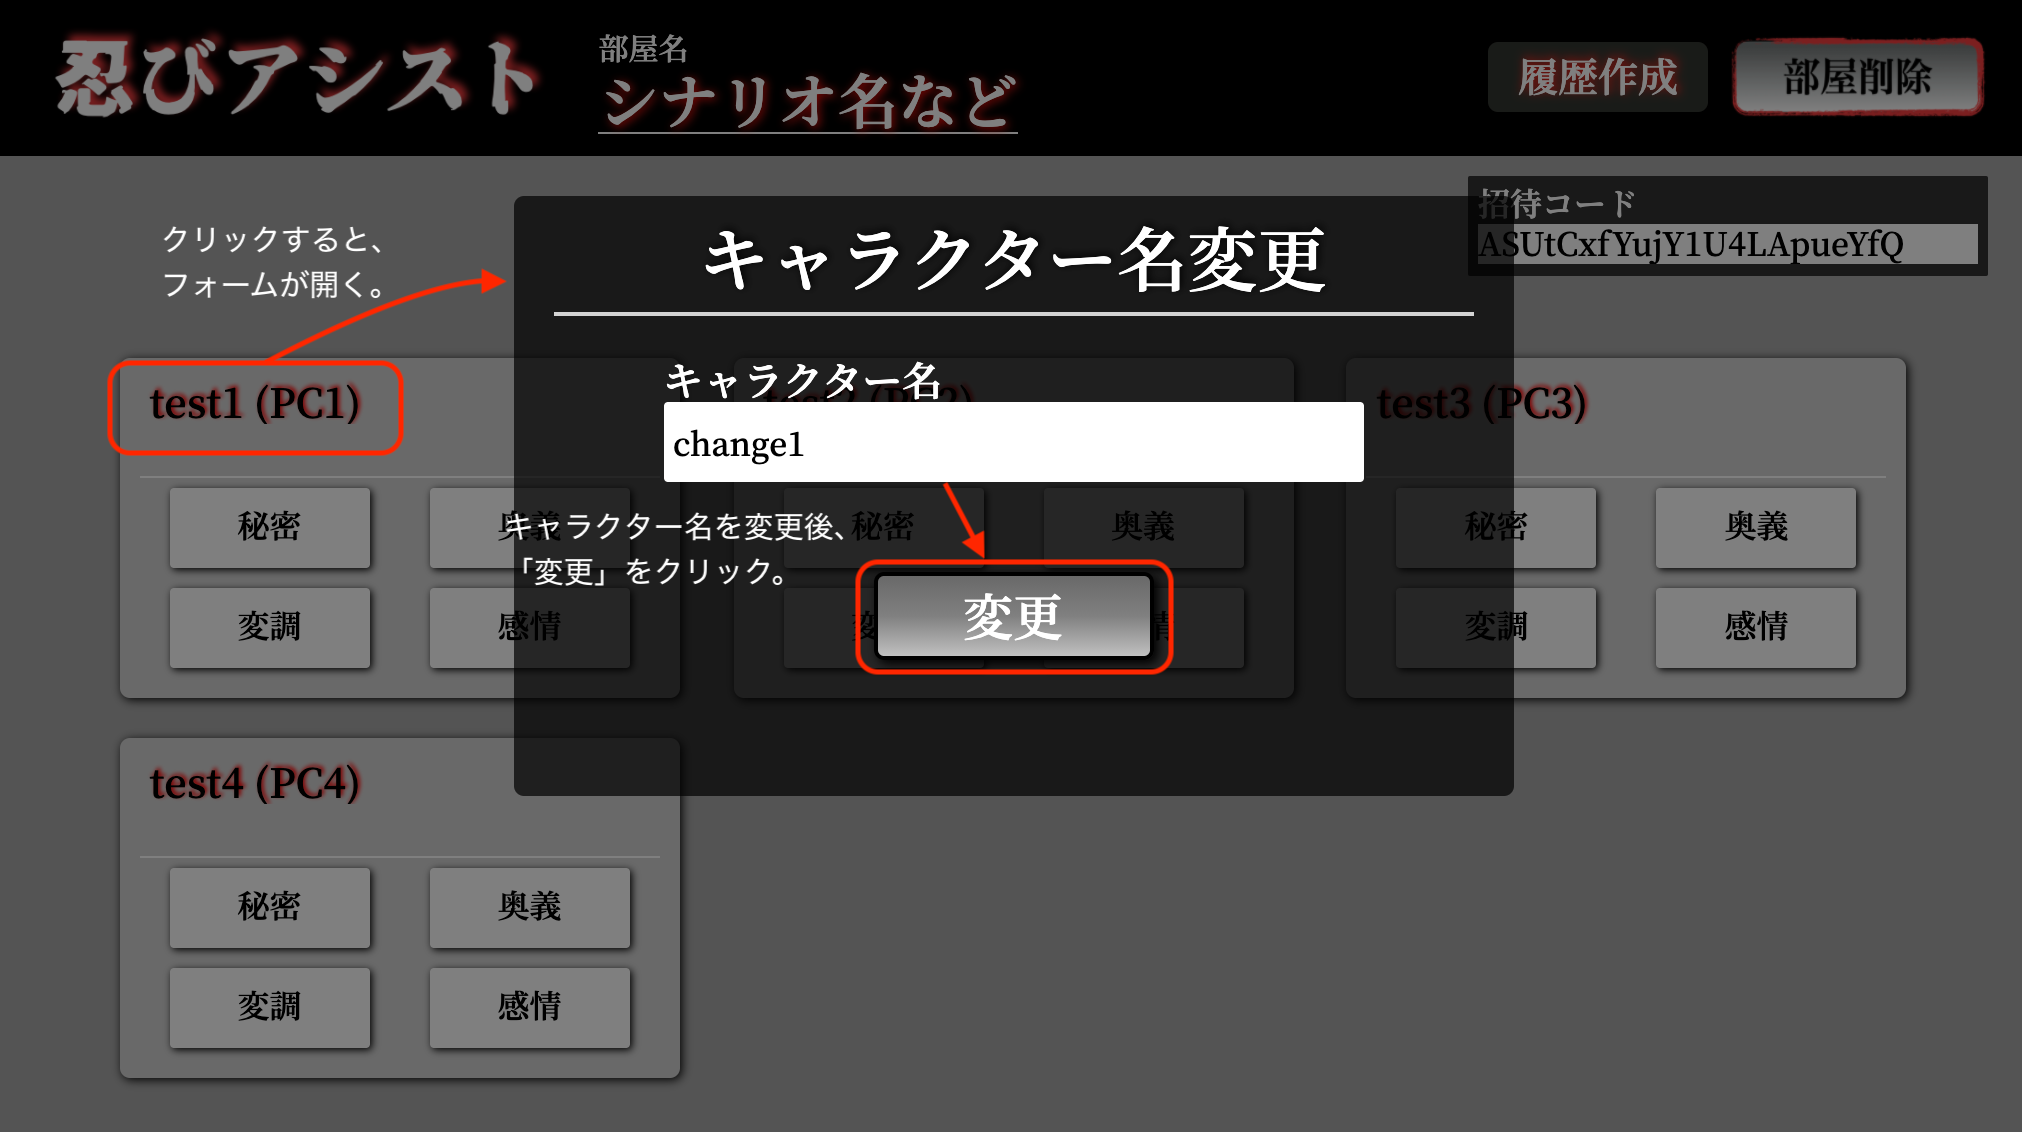 忍びアシスト
部屋名
シナリオ名など
履歴作成
部屋削除
招待コード
ASUtCxfYujY1U4LApueYfQ
クリックすると、
フォームが開く。
キャラクター名変更
キャラクター名
change1
キャラクター名を変更後、
「変更」をクリック。
変更
test1 (PC1)
秘密
奥義
変調
感情
秘密
奥義
test3 (PC3)
秘密
奥義
変調
感情
test4 (PC4)
秘密
奥義
変調
感情